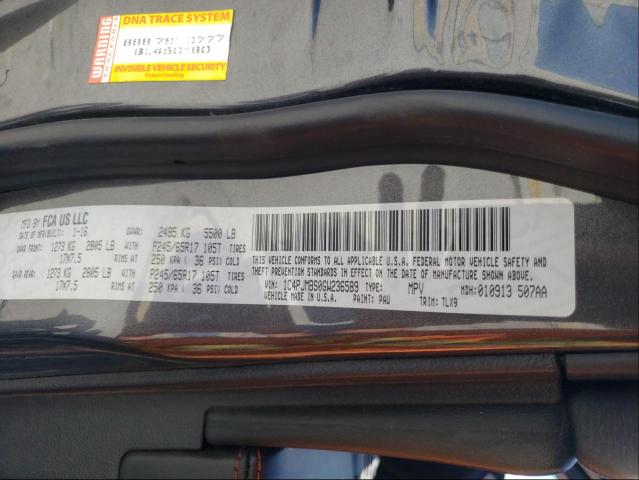 DNA TRACE SYSTEM
WARNING
TRACEABLE
INVISIBLE VEHICLE SECURITY
Patent Pending
MFD BY FCA US LLC
DATE OF MFR/BUILT: 1-16 GVWR: 2495 KG 5500 LB
GAWR FRONT: 1273 KG 2805 LB WITH P245/65R17 105T TIRES
17X7.5 RIMS AT 250 KPA ( 36 PSI) COLD
GAWR REAR: 1273 KG 2805 LB WITH P245/65R17 105T TIRES
17X7.5 RIMS AT 250 KPA ( 36 PSI) COLD
THIS VEHICLE CONFORMS TO ALL APPLICABLE U.S.A. FEDERAL MOTOR VEHICLE SAFETY AND
THEFT PREVENTION STANDARDS IN EFFECT ON THE DATE OF MANUFACTURE SHOWN ABOVE.
VIN: 1C4PJMBS0GW236589 TYPE: MPV MDH: 010913 507AA
VEHICLE MADE IN U.S.A. PAINT: PAU TRIM: TLX9